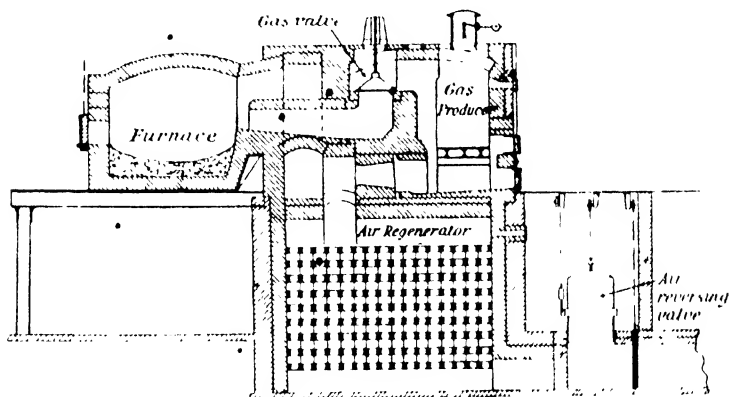 Gas valve
Gas
Producer
Furnace
Air Regenerator
Air
reversing
valve